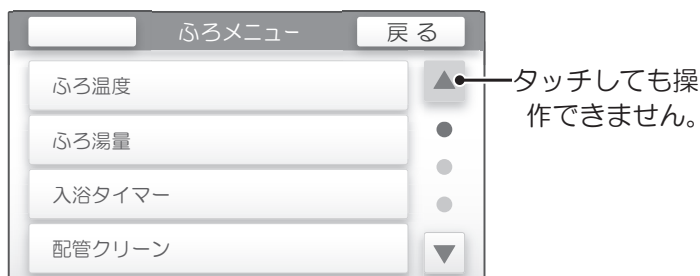 ふろメニュー
戻る
ふろ温度
タッチしても操
作できません。
ふろ湯量
入浴タイマー
配管クリーン